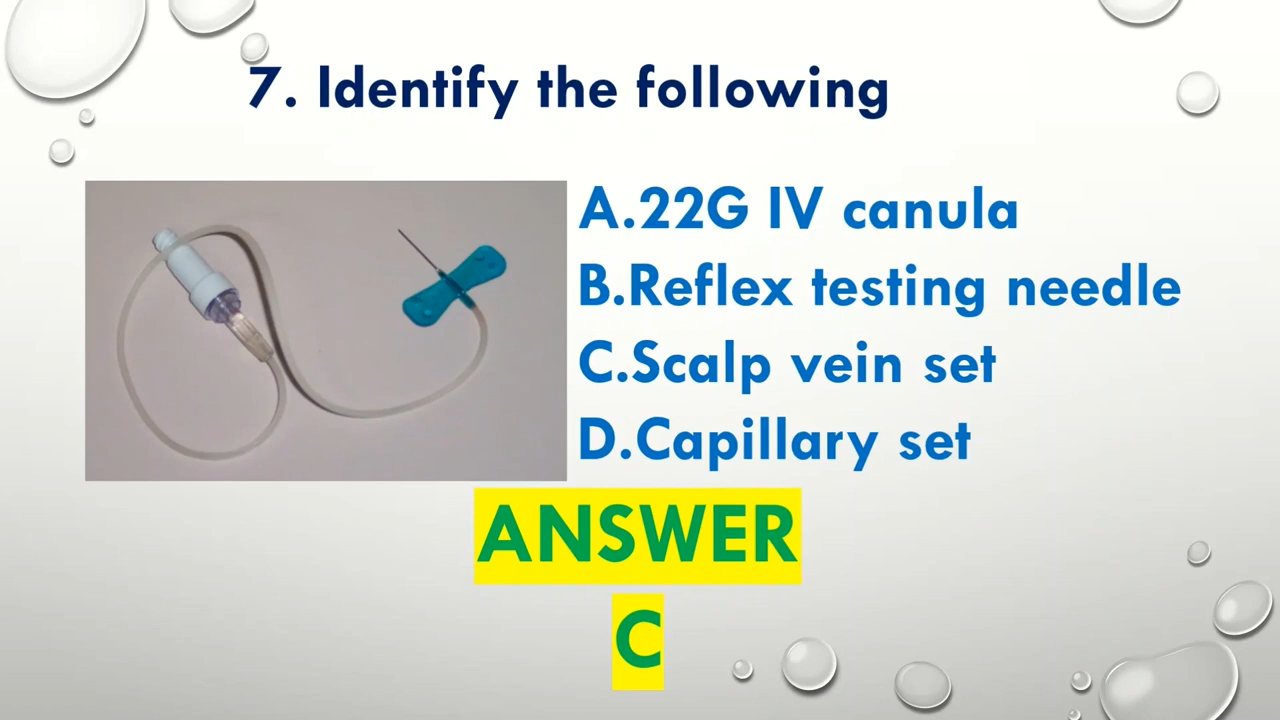 7. Identify the following
A.22G IV canula
B.Reflex testing needle
C.Scalp vein set
D.Capillary set
ANSWER
C